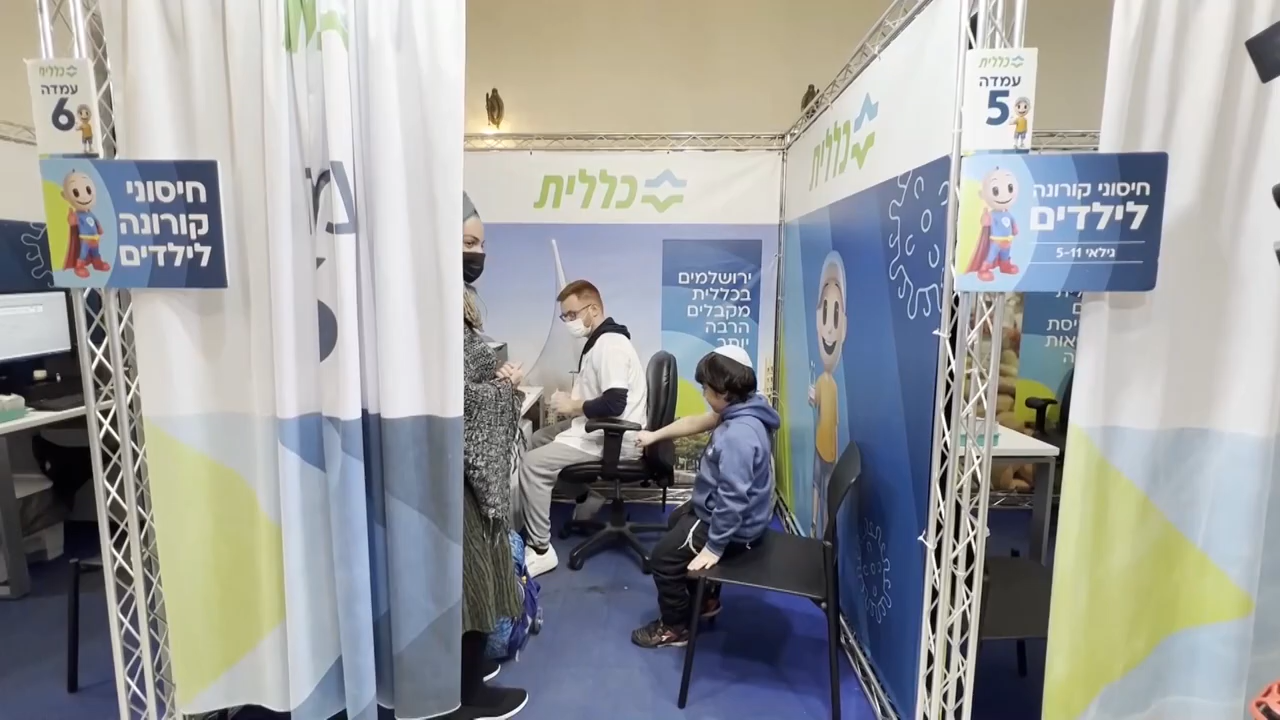 כללית
עמדה
6
חיסוני
קורונה
לילדים
כללית
ירושלמים
בכללית
מקבלים
הרבה
יותר
כללית
כללית
עמדה
5
חיסוני קורונה
לילדים
גילאי 5-11